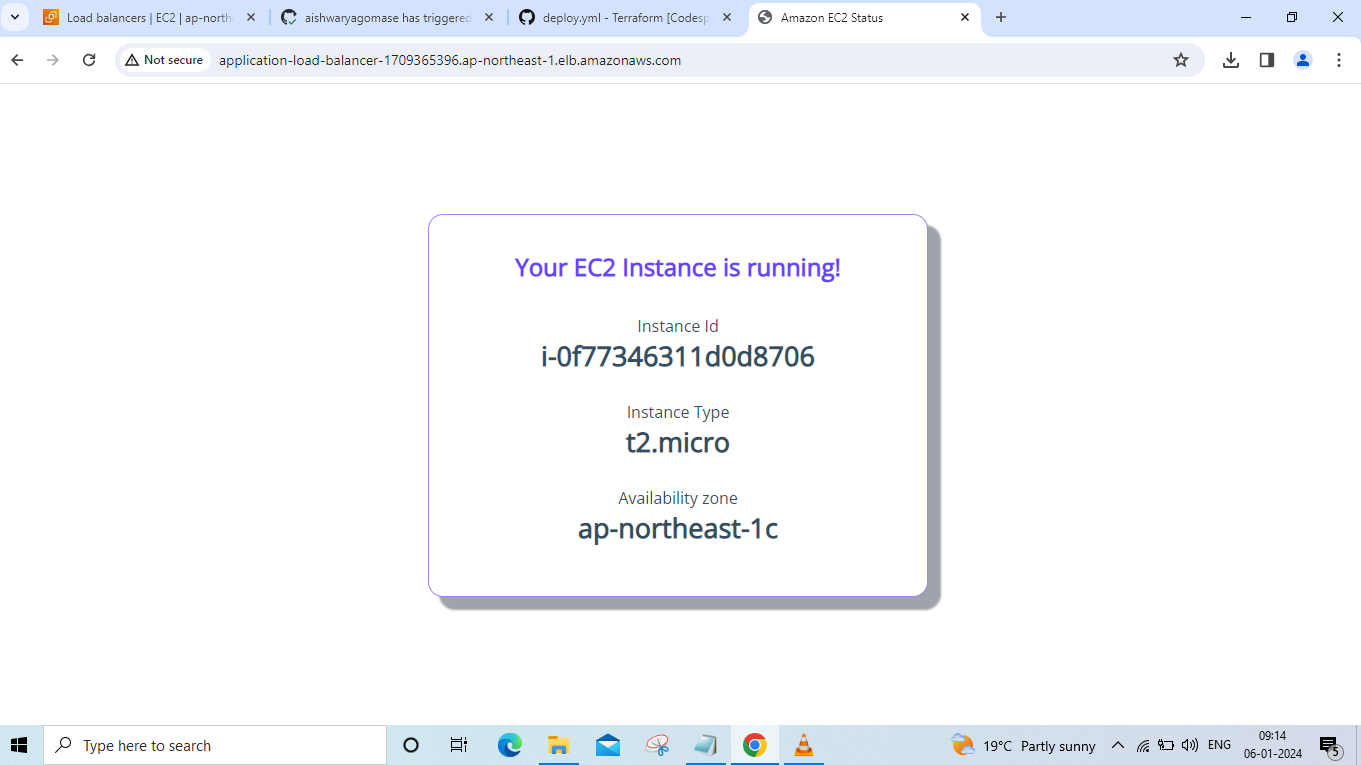 Load balancers | EC2 | ap-north
aishwaryagomase has triggered
deploy.yml - Terraform [Codesp
Amazon EC2 Status
Not secure
application-load-balancer-1709365396.ap-northeast-1.elb.amazonaws.com
Your EC2 Instance is running!
Instance Id
i-0f77346311d0d8706
Instance Type
t2.micro
Availability zone
ap-northeast-1c
Type here to search
19°C Partly sunny
ENG
09:14
06-01-2024
5